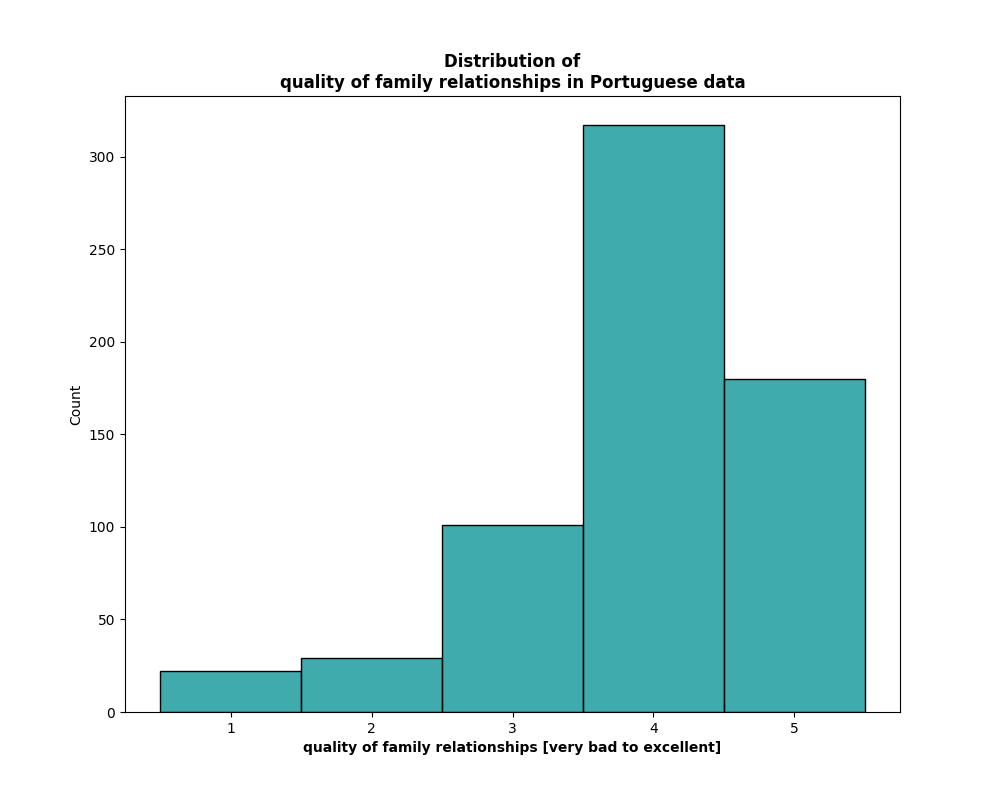 Distribution of
quality of family relationships in Portuguese data
300
250
200
150
100
50
0
Count
1 2 3 4 5
quality of family relationships [very bad to excellent]